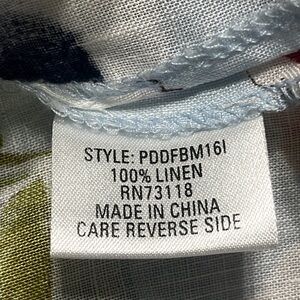 STYLE: PDDFBM16I
100% LINEN
RN73118
MADE IN CHINA
CARE REVERSE SIDE